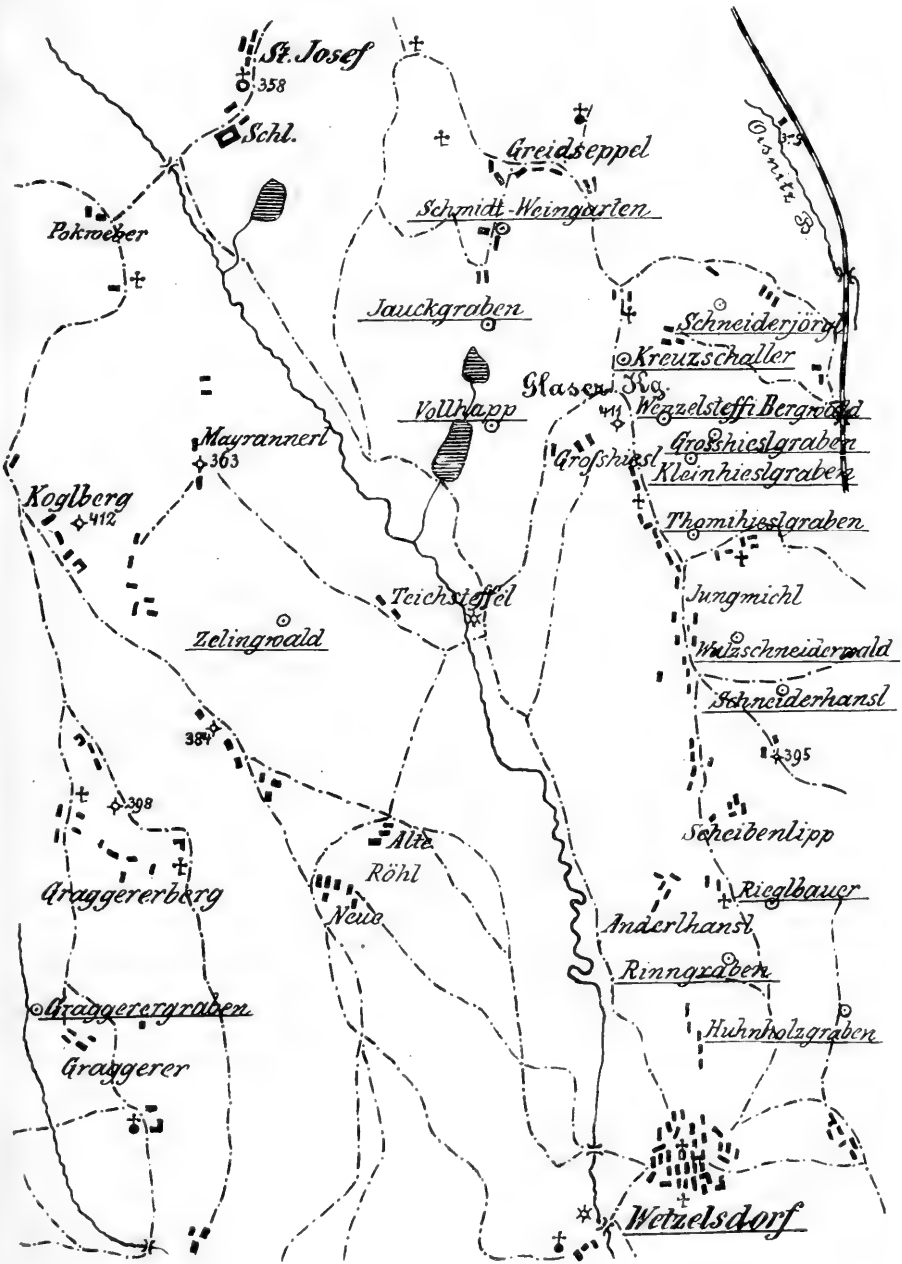 St. Josef
358
Schl.
Greidseppel
Oisnitz B.
Pokroeber
Schmidt-Weingarten
Jauckgraben
Schneiderjörgl
Kreuzschaller
Glaser Kg.
411
Vollhapp
Wenzelsteffi Bergwald
Mayrannerl
363
Grosshiesl
Grosshieslgraben
Kleinhieslgraben
Koglberg
412
Thomihieslgraben
Teichsteffel
Jungmichl
Zelingwald
Walzschneiderwald
Schneiderhansl
384
395
398
Scheibenlipp
Alte
Röhl
Neue
Graggererberg
Rieglbauer
Anderlhansl
Rinngraben
Graggerergraben
Huhnholzgraben
Graggerer
Wetzelsdorf